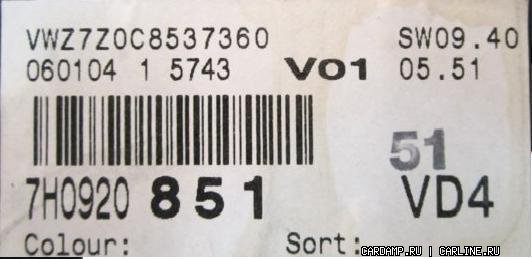 VWZ7Z0C8537360 SW09.40
060104 1 5743 V01 05.51
51
7H0920 851 VD4
Colour: Sort:
CARDAMP.RU | CARLINE.RU